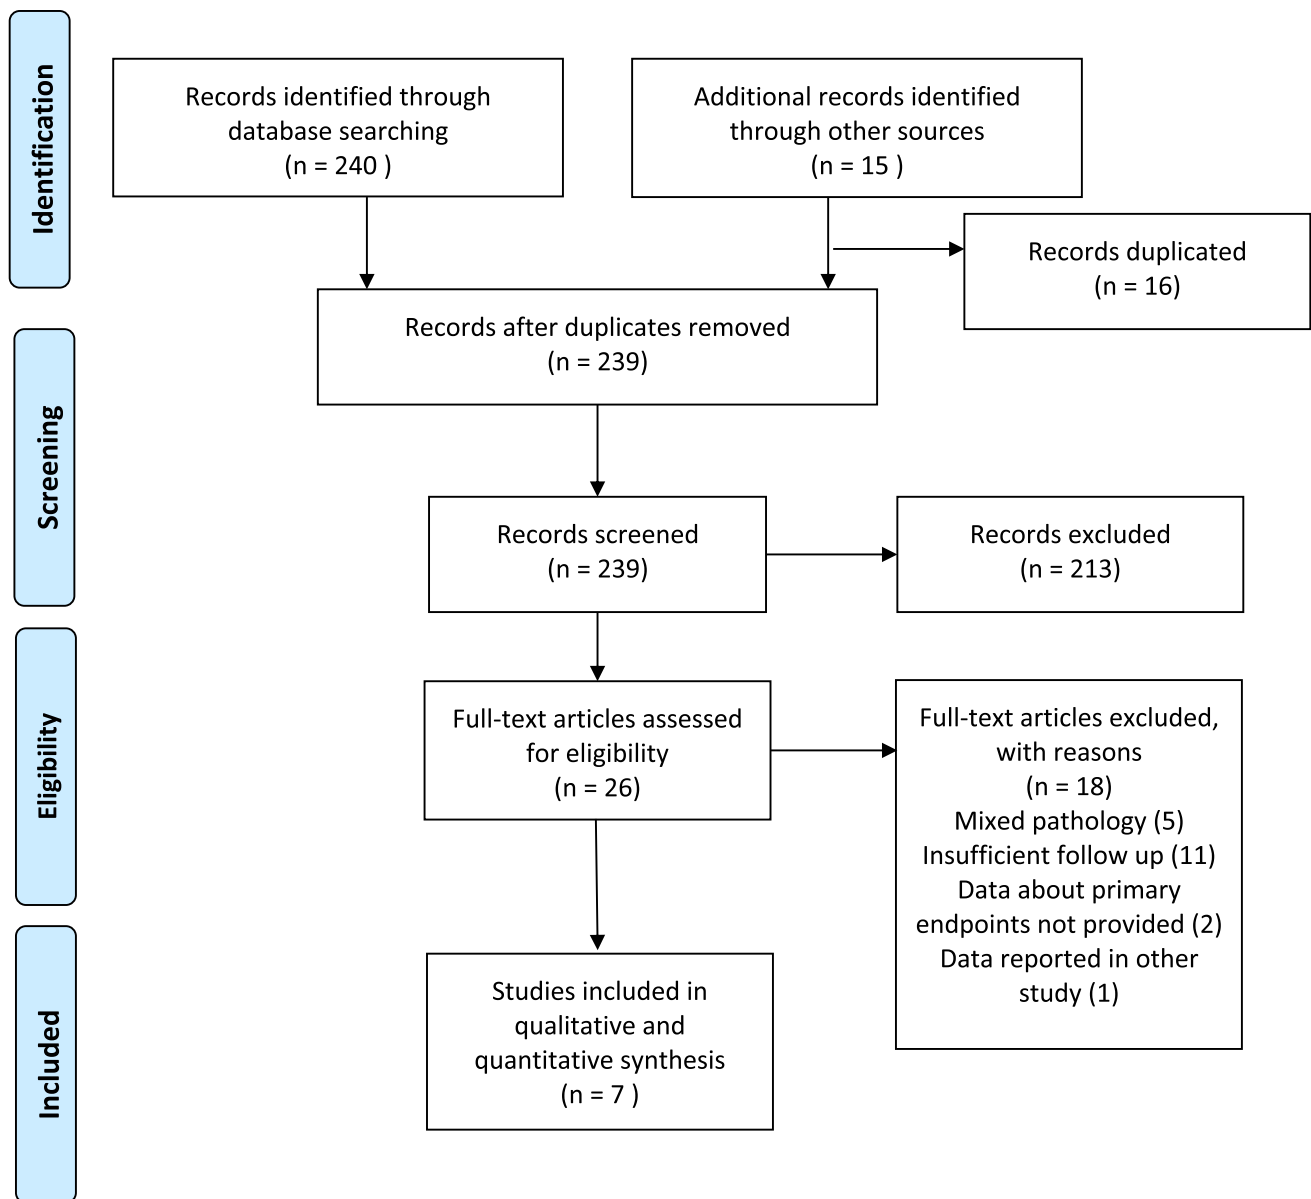 Identification
Records identified through
database searching
(n = 240 )
Additional records identified
through other sources
(n = 15 )
Records duplicated
(n = 16)
Records after duplicates removed
(n = 239)
Screening
Records screened
(n = 239)
Records excluded
(n = 213)
Eligibility
Full-text articles assessed
for eligibility
(n = 26)
Full-text articles excluded,
with reasons
(n = 18)
Mixed pathology (5)
Insufficient follow up (11)
Data about primary
endpoints not provided (2)
Data reported in other
study (1)
Included
Studies included in
qualitative and
quantitative synthesis
(n = 7 )